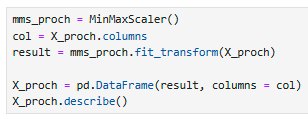 mms_proch = MinMaxScaler()
col = X_proch.columns
result = mms_proch.fit_transform(X_proch)
X_proch = pd.DataFrame(result, columns = col)
X_proch.describe()